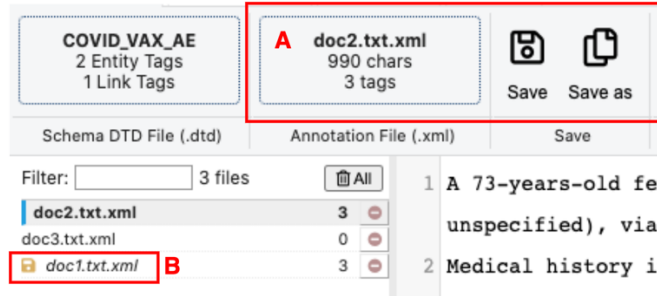 COVID_VAX_AE
2 Entity Tags
1 Link Tags
Schema DTD File (.dtd)
A
doc2.txt.xml
990 chars
3 tags
Annotation File (.xml)
Save
Save as
Save
Filter:
3 files
All
doc2.txt.xml 3
doc3.txt.xml 0
doc1.txt.xml B 3
1 A 73-years-old fe
unspecified), via
2 Medical history i